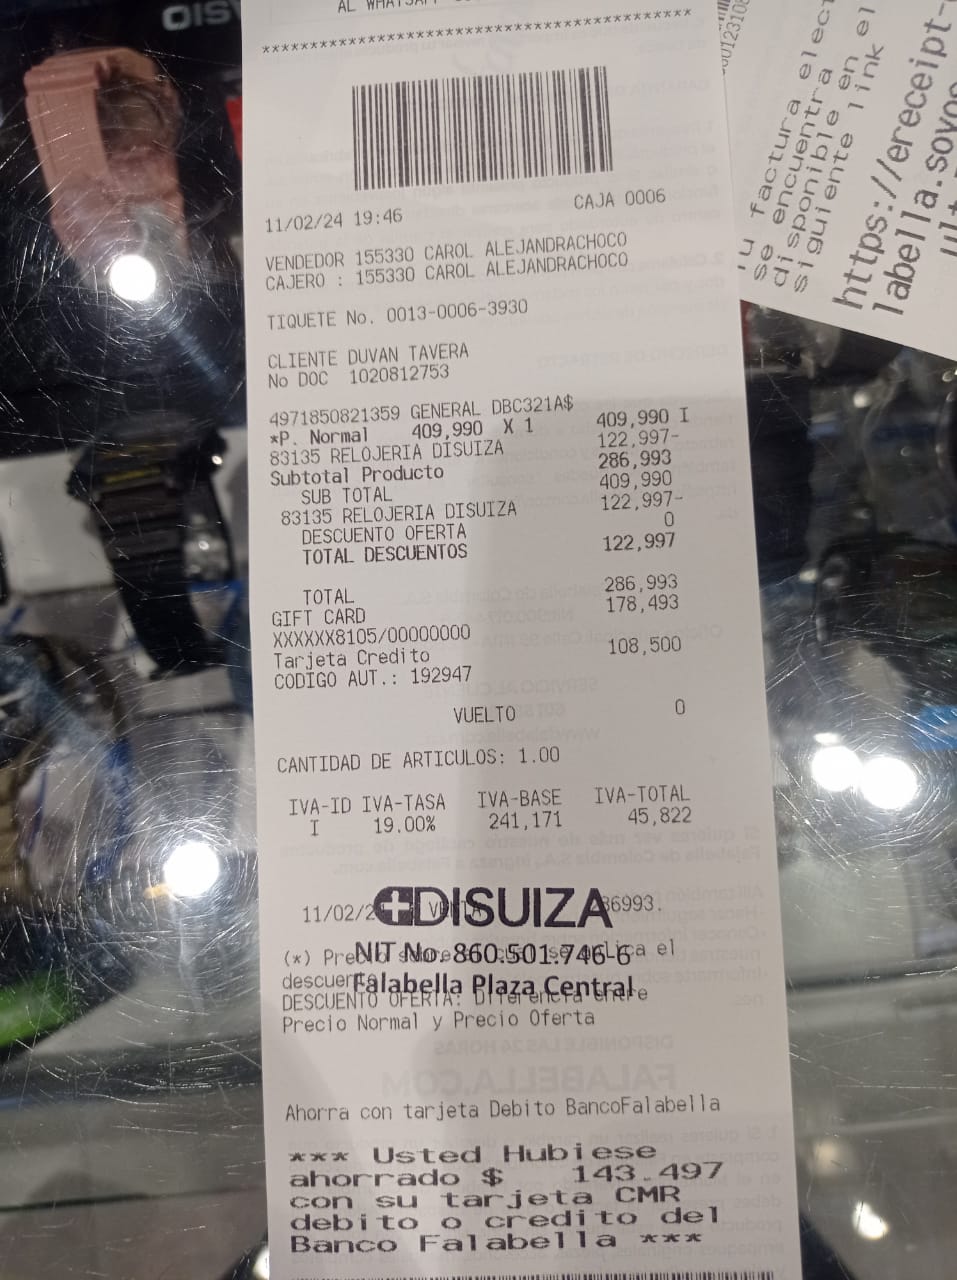 AL WHATSAPP
*******************************************
11/02/24 19:46 CAJA 0006
VENDEDOR 155330 CAROL ALEJANDRACHOCO
CAJERO : 155330 CAROL ALEJANDRACHOCO
TIQUETE No. 0013-0006-3930
CLIENTE DUVAN TAVERA
No DOC 1020812753
4971850821359 GENERAL DBC321A$
*P. Normal 409,990 X 1 409,990 I
83135 RELOJERIA DISUIZA 122,997-
Subtotal Producto 286,993
SUB TOTAL 409,990
83135 RELOJERIA DISUIZA 122,997-
DESCUENTO OFERTA 0
TOTAL DESCUENTOS 122,997
TOTAL 286,993
GIFT CARD 178,493
XXXXXX8105/00000000
Tarjeta Credito 108,500
CODIGO AUT.: 192947
VUELTO 0
CANTIDAD DE ARTICULOS: 1.00
IVA-ID IVA-TASA IVA-BASE IVA-TOTAL
I 19.00% 241,171 45,822
11/02/2 86993.
DISUIZA
NIT No. 860.501.746-6
Falabella Plaza Central
(*) el
DESCUENTO OFERTA: Diferencia entre
Precio Normal y Precio Oferta
Ahorra con tarjeta Debito BancoFalabella
*** Usted Hubiese
ahorrado $ 143.497
con su tarjeta CMR
debito o credito del
Banco Falabella ***
u factura elect
se encuentra
disponible en el
siguiente link
https://ereceipt-
labella.sovos